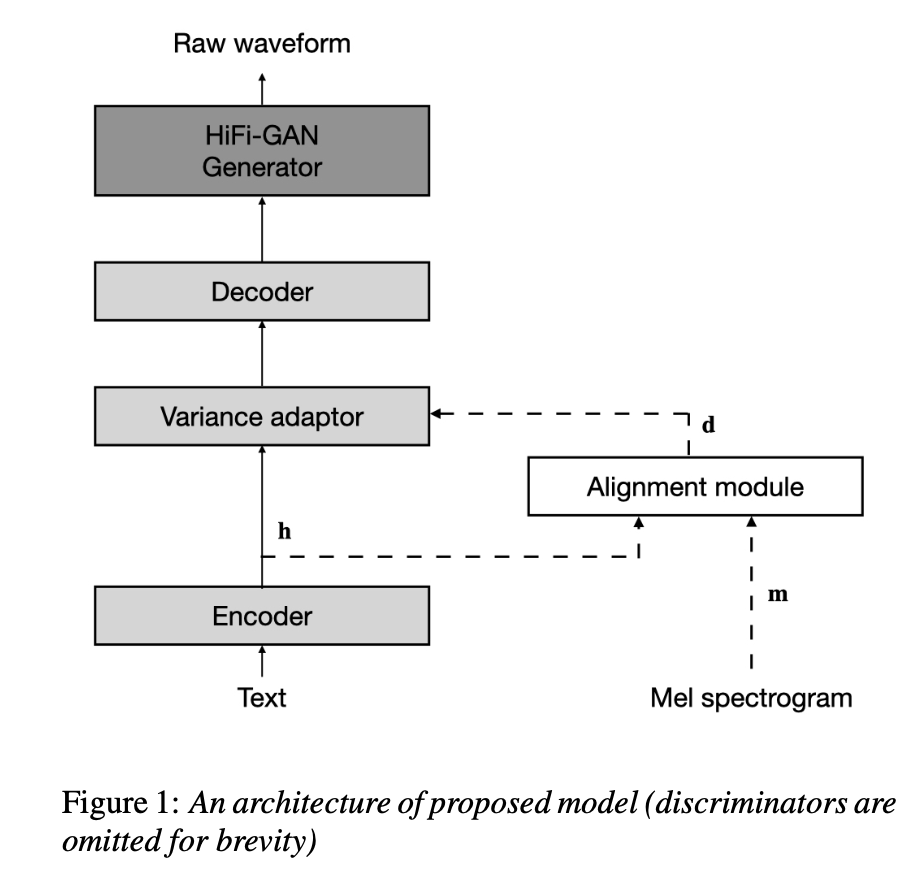 Raw waveform
HiFi-GAN
Generator
Decoder
Variance adaptor
d
Alignment module
h
m
Encoder
Text
Mel spectrogram
Figure 1: An architecture of proposed model (discriminators are
omitted for brevity)